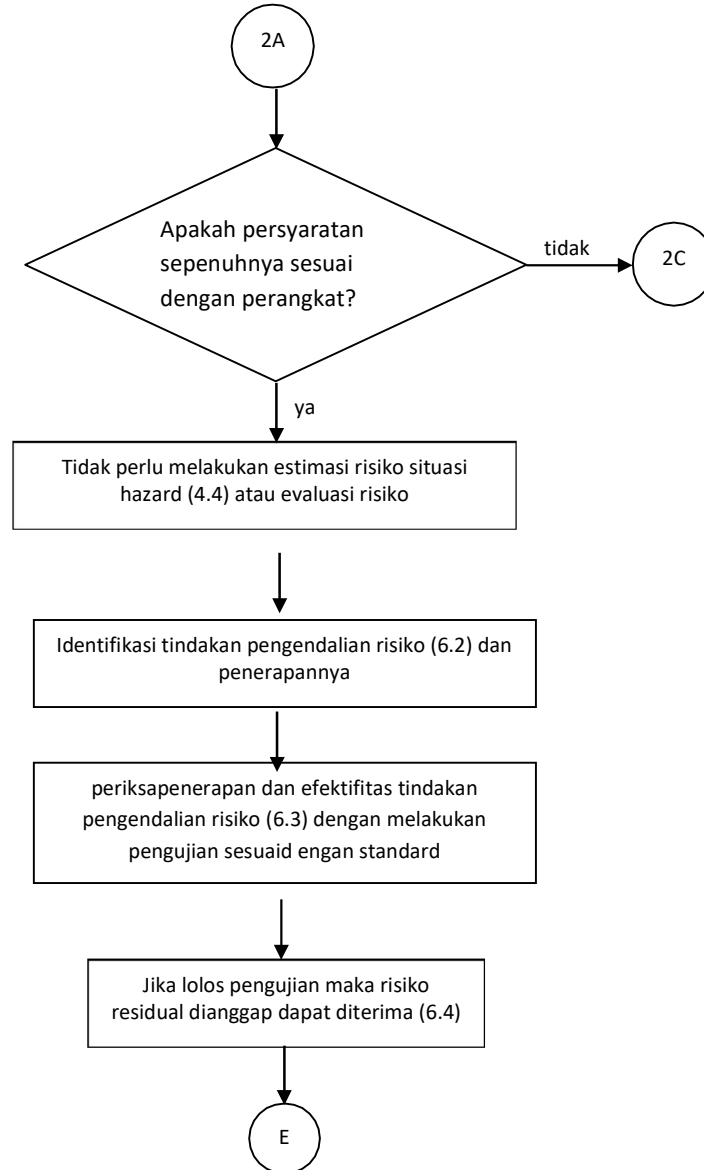 2A
Apakah persyaratan
sepenuhnya sesuai
dengan perangkat?
tidak
2C
ya
Tidak perlu melakukan estimasi risiko situasi
hazard (4.4) atau evaluasi risiko
Identifikasi tindakan pengendalian risiko (6.2) dan
penerapannya
periksapenerapan dan efektifitas tindakan
pengendalian risiko (6.3) dengan melakukan
pengujian sesuaid engan standard
Jika lolos pengujian maka risiko
residual dianggap dapat diterima (6.4)
E